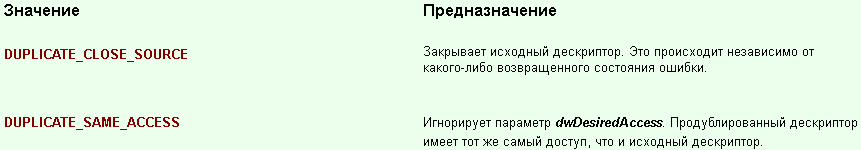 Значение Предназначение
DUPLICATE_CLOSE_SOURCE Закрывает исходный дескриптор. Это происходит независимо от
какого-либо возвращенного состояния ошибки.
DUPLICATE_SAME_ACCESS Игнорирует параметр dwDesiredAccess. Продублированный дескриптор
имеет тот же самый доступ, что и исходный дескриптор.